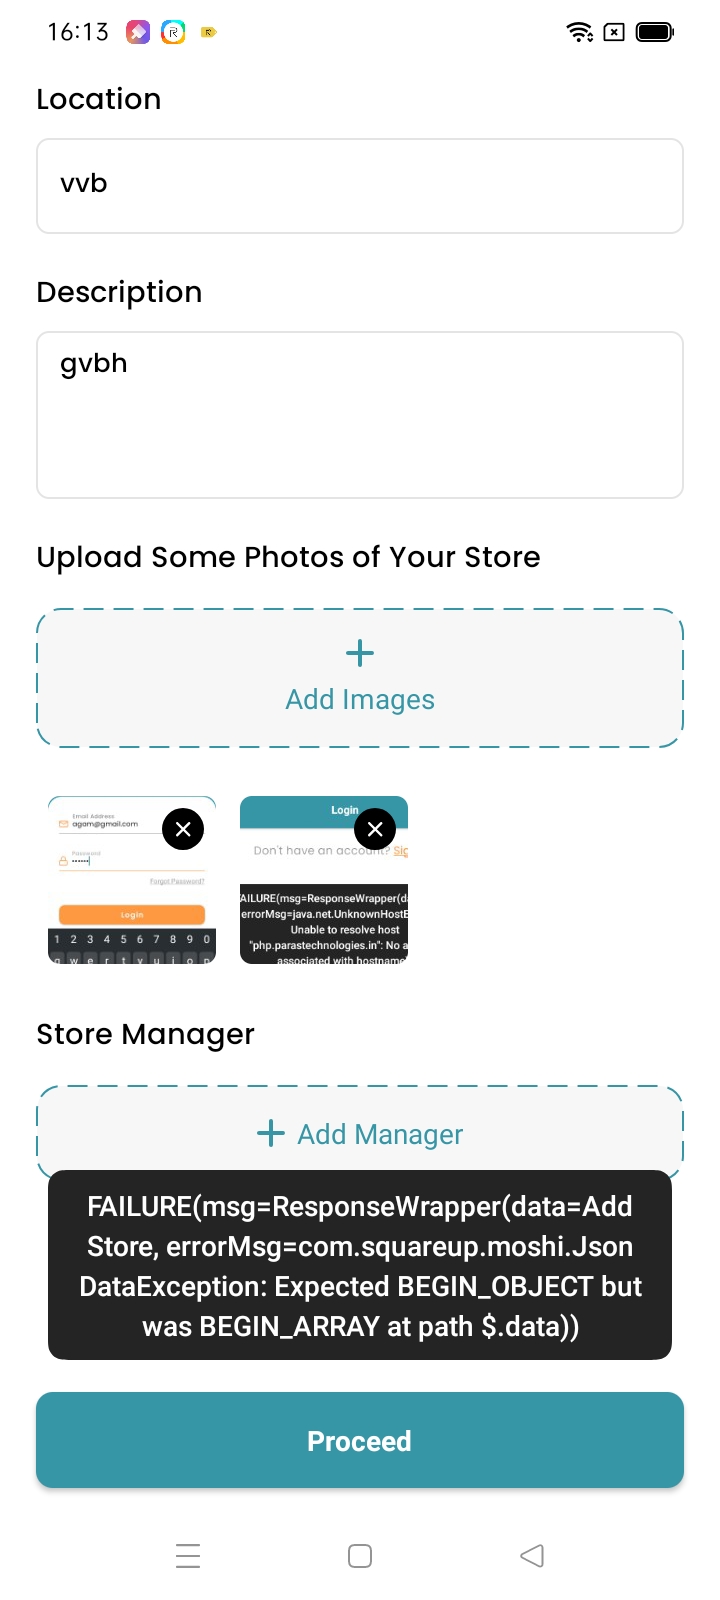 16:13
Location
vvb
Description
gvbh
Upload Some Photos of Your Store
Add Images
Email Address
agam@gmail.com
Password
Forgot Password?
Login
1 2 3 4 5 6 7 8 9 0
q w e r t y u i o p
Login
Don't have an account? Sig
AILURE(msg=ResponseWrapper(da
errorMsg=java.net.UnknownHostE
Unable to resolve host
"php.parastechnologies.in": No a
associated with hostname
Store Manager
Add Manager
FAILURE(msg=ResponseWrapper(data=Add
Store, errorMsg=com.squareup.moshi.Json
DataException: Expected BEGIN_OBJECT but
was BEGIN_ARRAY at path $.data))
Proceed